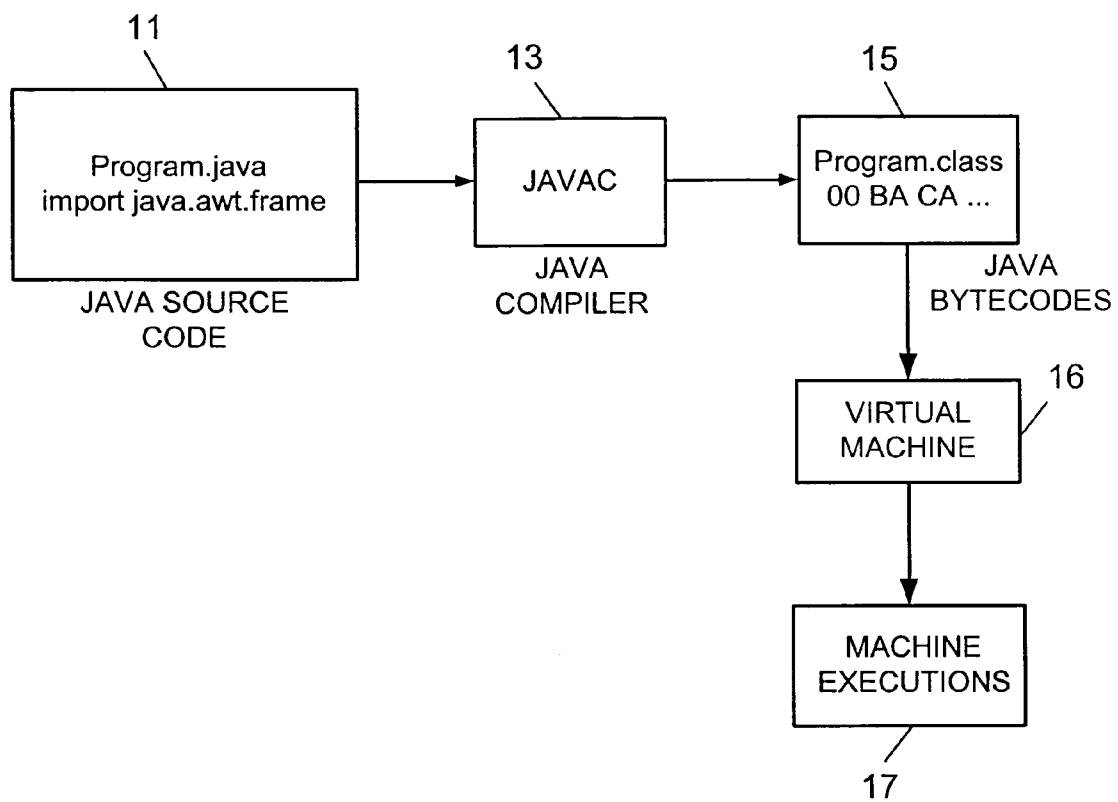 11
Program.java
import java.awt.frame
JAVA SOURCE
CODE
13
JAVAC
JAVA
COMPILER
15
Program.class
00 BA CA ...
JAVA
BYTECODES
16
VIRTUAL
MACHINE
MACHINE
EXECUTIONS
17